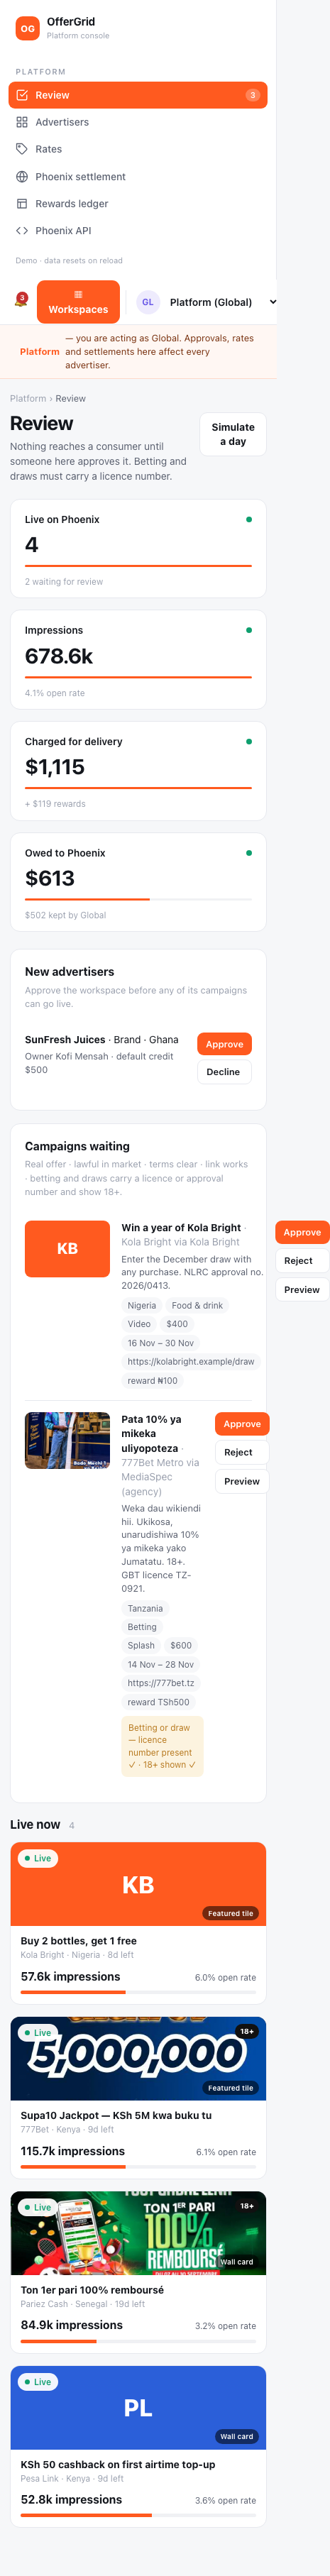 OG
OfferGrid
Platform console
PLATFORM
Review 3
Advertisers
Rates
Phoenix settlement
Rewards ledger
Phoenix API
Demo · data resets on reload
3
Workspaces
GL
Platform (Global)
Platform
— you are acting as Global. Approvals, rates
and settlements here affect every
advertiser.
Platform › Review
Review
Nothing reaches a consumer until
someone here approves it. Betting and
draws must carry a licence number.
Simulate
a day
Live on Phoenix
4
2 waiting for review
Impressions
678.6k
4.1% open rate
Charged for delivery
$1,115
+ $119 rewards
Owed to Phoenix
$613
$502 kept by Global
New advertisers
Approve the workspace before any of its campaigns
can go live.
SunFresh Juices · Brand · Ghana
Owner Kofi Mensah · default credit
$500
Approve
Decline
Campaigns waiting
Real offer · lawful in market · terms clear · link works
· betting and draws carry a licence or approval
number and show 18+.
KB
Win a year of Kola Bright ·
Kola Bright via Kola Bright
Enter the December draw with
any purchase. NLRC approval no.
2026/0413.
Nigeria Food & drink
Video $400
16 Nov – 30 Nov
https://kolabright.example/draw
reward ₦100
Approve
Reject
Preview
Pata 10% ya
mikeka
uliyopoteza ·
777Bet Metro via
MediaSpec
(agency)
Weka dau wikiendi
hii. Ukikosa,
unarudishiwa 10%
ya mikeka yako
Jumatatu. 18+.
GBT licence TZ-
0921.
Tanzania
Betting
Splash $600
14 Nov – 28 Nov
https://777bet.tz
reward TSh500
Betting or draw
— licence
number present
✓ · 18+ shown ✓
Approve
Reject
Preview
Live now 4
Live
KB
Featured tile
Buy 2 bottles, get 1 free
Kola Bright · Nigeria · 8d left
57.6k impressions 6.0% open rate
Live
18+
5,000,000
Featured tile
Supa10 Jackpot — KSh 5M kwa buku tu
777Bet · Kenya · 9d left
115.7k impressions 6.1% open rate
Live
18+
TON 1ER PARI
100%
REMBOURSÉ
Wall card
Ton 1er pari 100% remboursé
Pariez Cash · Senegal · 19d left
84.9k impressions 3.2% open rate
Live
PL
Wall card
KSh 50 cashback on first airtime top-up
Pesa Link · Kenya · 9d left
52.8k impressions 3.6% open rate